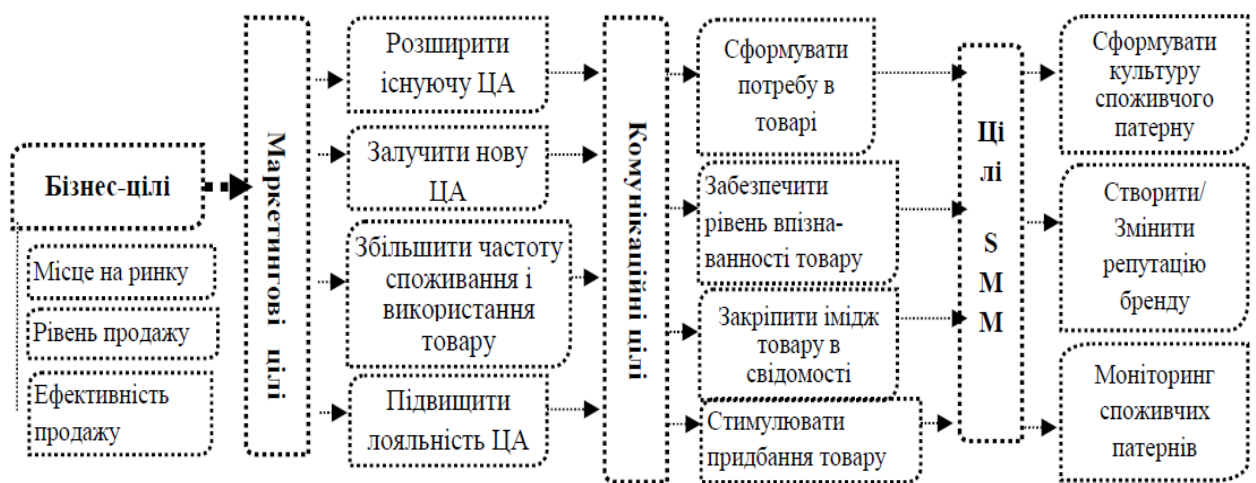 Бізнес-цілі
Місце на ринку
Рівень продажу
Ефективність
продажу
Маркетингові цілі
Розширити
існуючу ЦА
Залучити нову
ЦА
Збільшити частоту
споживання і
використання
товару
Підвищити
лояльність ЦА
Комунікаційні цілі
Сформувати
потребу в
товарі
Забезпечити
рівень впізна-
ванності товару
Закріпити імідж
товару в
свідомості
Стимулювати
придбання товару
Ці
лі
S
M
M
Сформувати
культуру
споживчого
патерну
Створити/
Змінити
репутацію
бренду
Моніторинг
споживчих
патернів